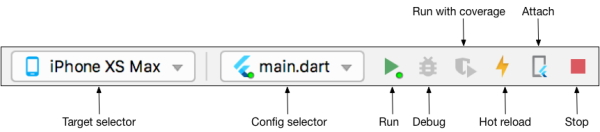 Run with coverage
Attach
iPhone XS Max
main.dart
Target selector
Config selector
Run
Debug
Hot reload
Stop